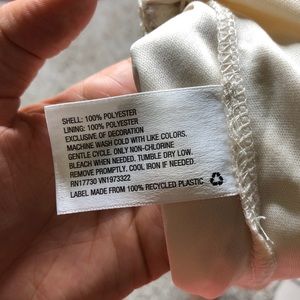 SHELL: 100% POLYESTER
LINING: 100% POLYESTER
EXCLUSIVE OF DECORATION
MACHINE WASH COLD WITH LIKE COLORS.
GENTLE CYCLE. ONLY NON-CHLORINE
BLEACH WHEN NEEDED. TUMBLE DRY LOW.
REMOVE PROMPTLY. COOL IRON IF NEEDED.
RN17730 VN1973322
LABEL MADE FROM 100% RECYCLED PLASTIC